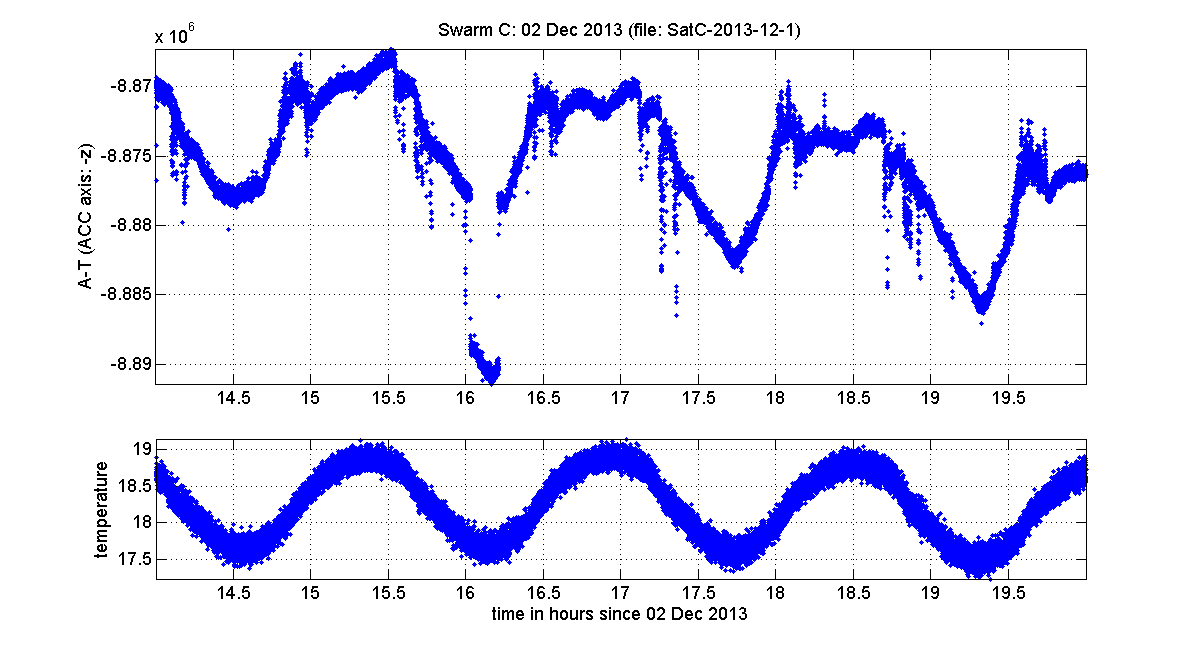 Swarm C: 02 Dec 2013 (file: SatC-2013-12-1)
x 10^6
A-T (ACC axis: -z)
-8.87
-8.875
-8.88
-8.885
-8.89
14.5 15 15.5 16 16.5 17 17.5 18 18.5 19 19.5
temperature
19
18.5
18
17.5
14.5 15 15.5 16 16.5 17 17.5 18 18.5 19 19.5
time in hours since 02 Dec 2013